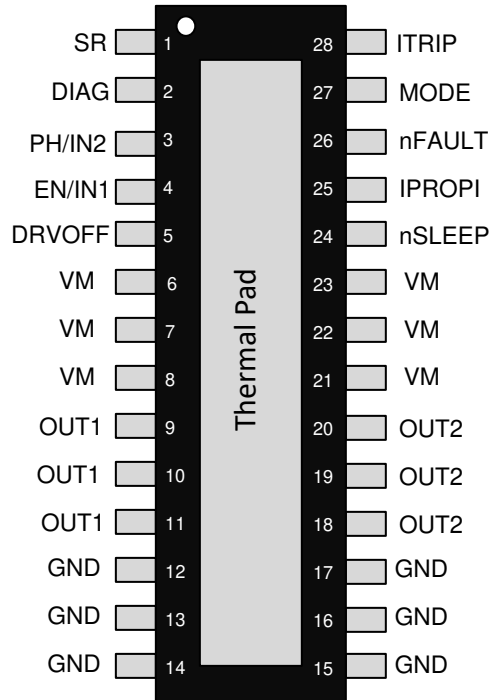 SR 1 28 ITRIP
DIAG 2 27 MODE
PH/IN2 3 26 nFAULT
EN/IN1 4 25 IPROPI
DRVOFF 5 24 nSLEEP
VM 6 23 VM
VM 7 22 VM
VM 8 21 VM
OUT1 9 20 OUT2
OUT1 10 19 OUT2
OUT1 11 18 OUT2
GND 12 17 GND
GND 13 16 GND
GND 14 15 GND
Thermal Pad